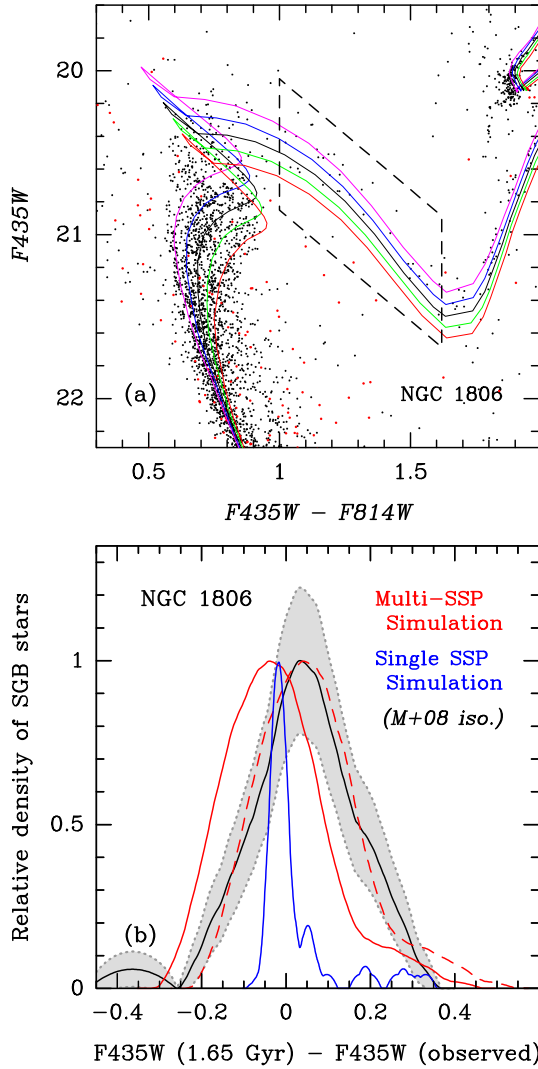 20
21
22
F435W
(a)
NGC 1806
0.5
1
1.5
F435W − F814W
NGC 1806
Multi−SSP
Simulation
Single SSP
Simulation
(M+08 iso.)
1
0.5
0
Relative density of SGB stars
(b)
−0.4
−0.2
0
0.2
0.4
F435W (1.65 Gyr) − F435W (observed)